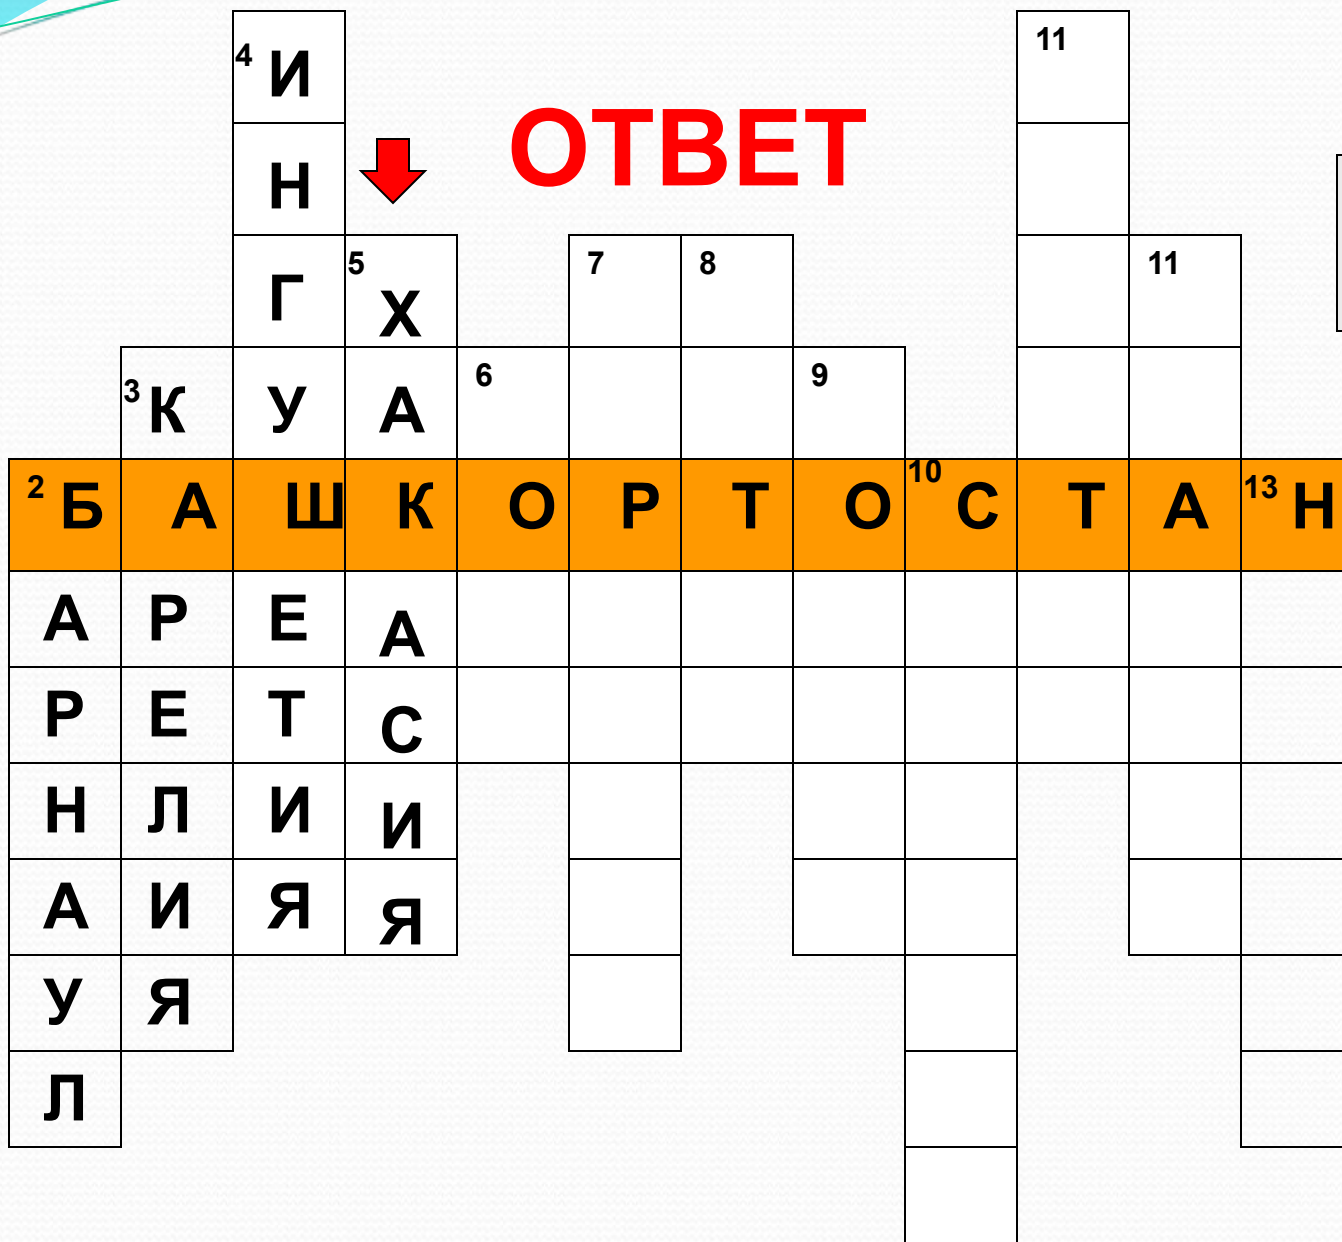 4 И 11
Н ОТВЕТ
Г 5 Х 7 8 11
3 К У А 6 9
2 Б А Ш К О Р Т О 10 С Т А 13 Н
А Р Е А
Р Е Т С
Н Л И И
А И Я Я
У Я
Л